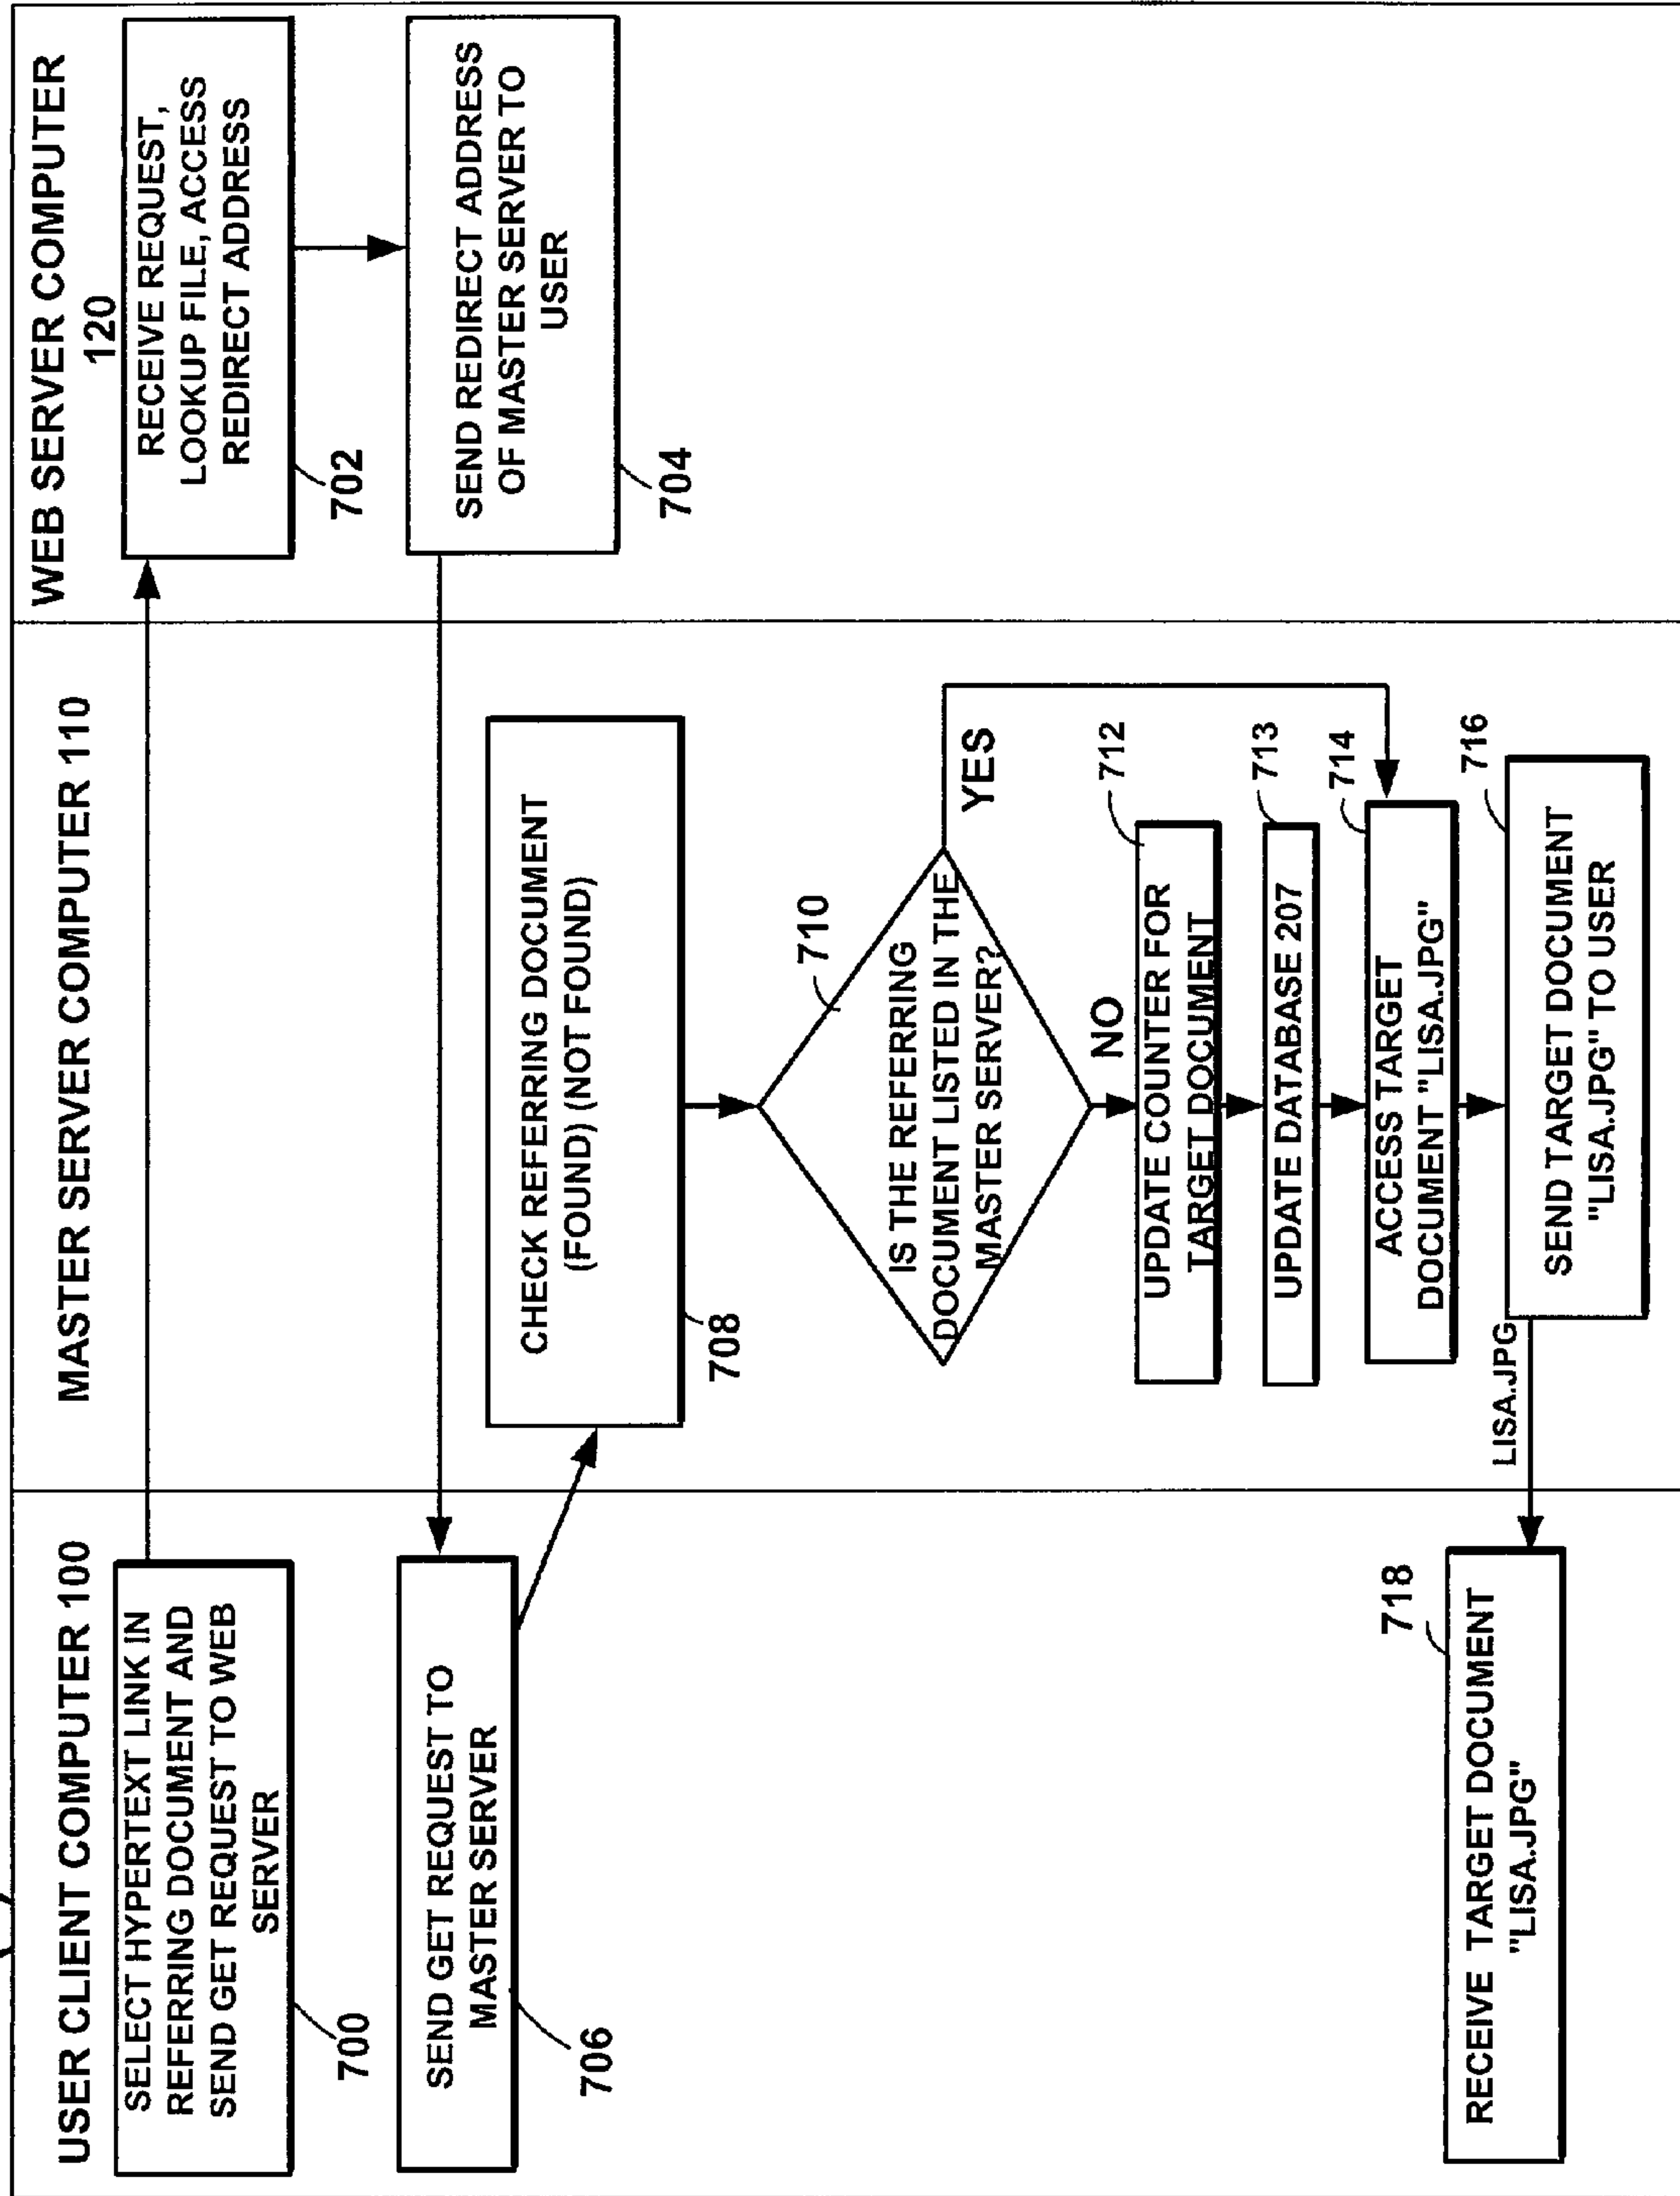 USER CLIENT COMPUTER 100
SELECT HYPERTEXT LINK IN
REFERRING DOCUMENT AND
SEND GET REQUEST TO WEB
SERVER
700
SEND GET REQUEST TO
MASTER SERVER
706
718
RECEIVE TARGET DOCUMENT
"LISA.JPG"
MASTER SERVER COMPUTER 110
CHECK REFERRING DOCUMENT
(FOUND) (NOT FOUND)
708
710
IS THE REFERRING
DOCUMENT LISTED IN THE
MASTER SERVER?
YES
NO
712
UPDATE COUNTER FOR
TARGET DOCUMENT
713
UPDATE DATABASE 207
714
ACCESS TARGET
DOCUMENT "LISA.JPG"
716
SEND TARGET DOCUMENT
"LISA.JPG" TO USER
LISA.JPG
WEB SERVER COMPUTER
120
RECEIVE REQUEST,
LOOKUP FILE, ACCESS
REDIRECT ADDRESS
702
SEND REDIRECT ADDRESS
OF MASTER SERVER TO
USER
704